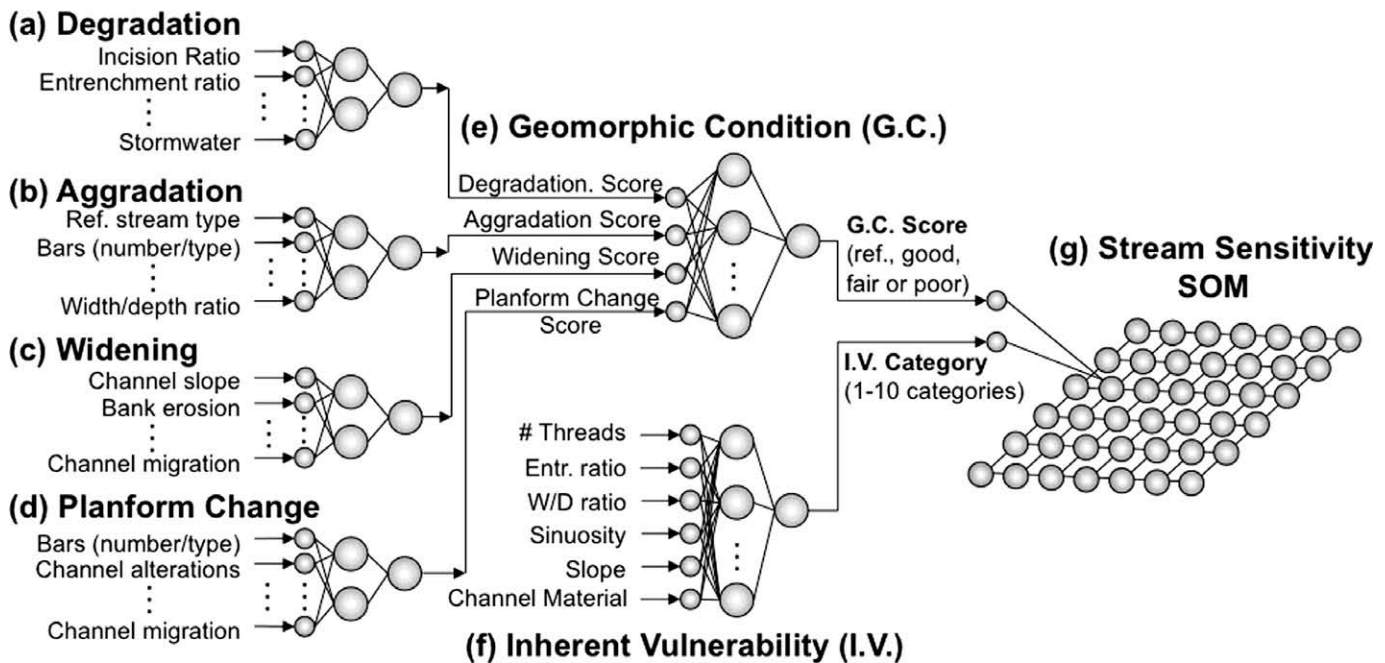 (a) Degradation
Incision Ratio
Entrenchment ratio
Stormwater
(b) Aggradation
Ref. stream type
Bars (number/type)
Width/depth ratio
(c) Widening
Channel slope
Bank erosion
Channel migration
(d) Planform Change
Bars (number/type)
Channel alterations
Channel migration
(e) Geomorphic Condition (G.C.)
Degradation. Score
Aggradation Score
Widening Score
Planform Change
Score
G.C. Score
(ref., good,
fair or poor)
I.V. Category
(1-10 categories)
# Threads
Entr. ratio
W/D ratio
Sinuosity
Slope
Channel Material
(f) Inherent Vulnerability (I.V.)
(g) Stream Sensitivity
SOM